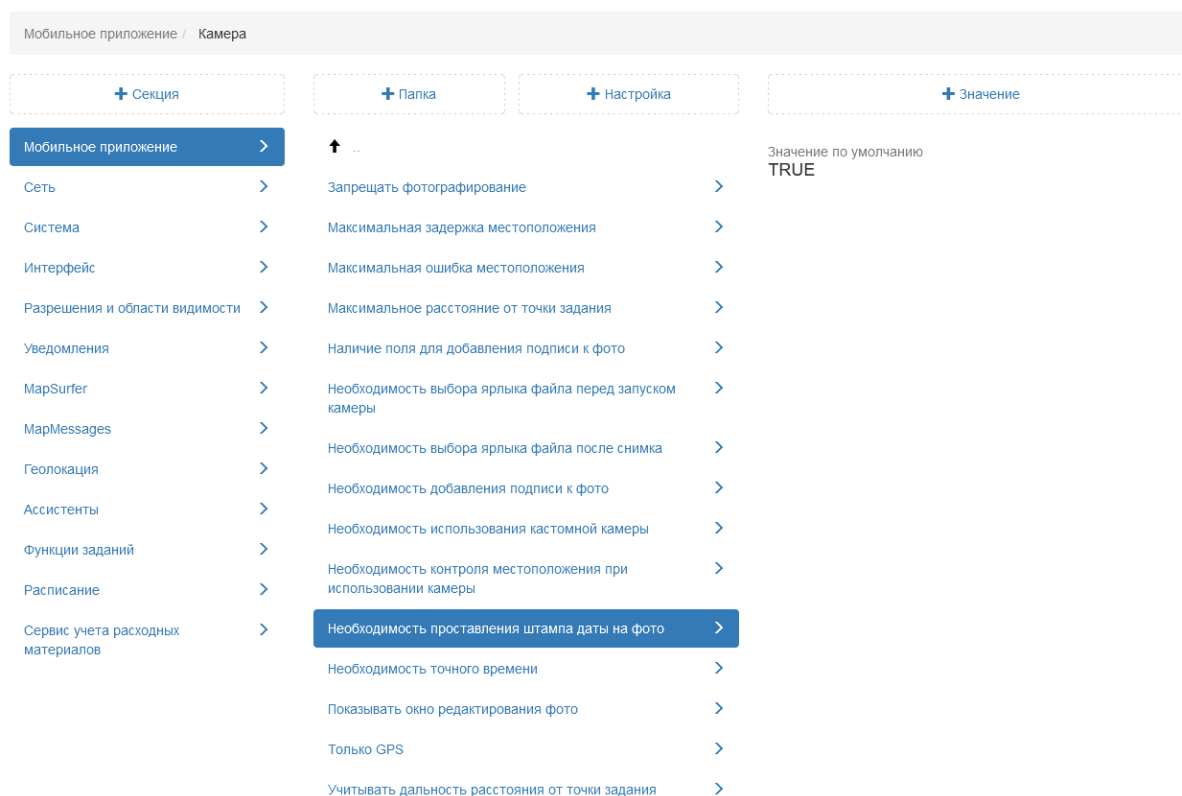 Мобильное приложение / Камера
Секция
Папка
Настройка
Значение
Мобильное приложение
Сеть
Система
Интерфейс
Разрешения и области видимости
Уведомления
MapSurfer
MapMessages
Геолокация
Ассистенты
Функции заданий
Расписание
Сервис учета расходных
материалов
..
Запрещать фотографирование
Максимальная задержка местоположения
Максимальная ошибка местоположения
Максимальное расстояние от точки задания
Наличие поля для добавления подписи к фото
Необходимость выбора ярлыка файла перед запуском
камеры
Необходимость выбора ярлыка файла после снимка
Необходимость добавления подписи к фото
Необходимость использования кастомной камеры
Необходимость контроля местоположения при
использовании камеры
Необходимость проставления штампа даты на фото
Необходимость точного времени
Показывать окно редактирования фото
Только GPS
Учитывать дальность расстояния от точки задания
Значение по умолчанию
TRUE